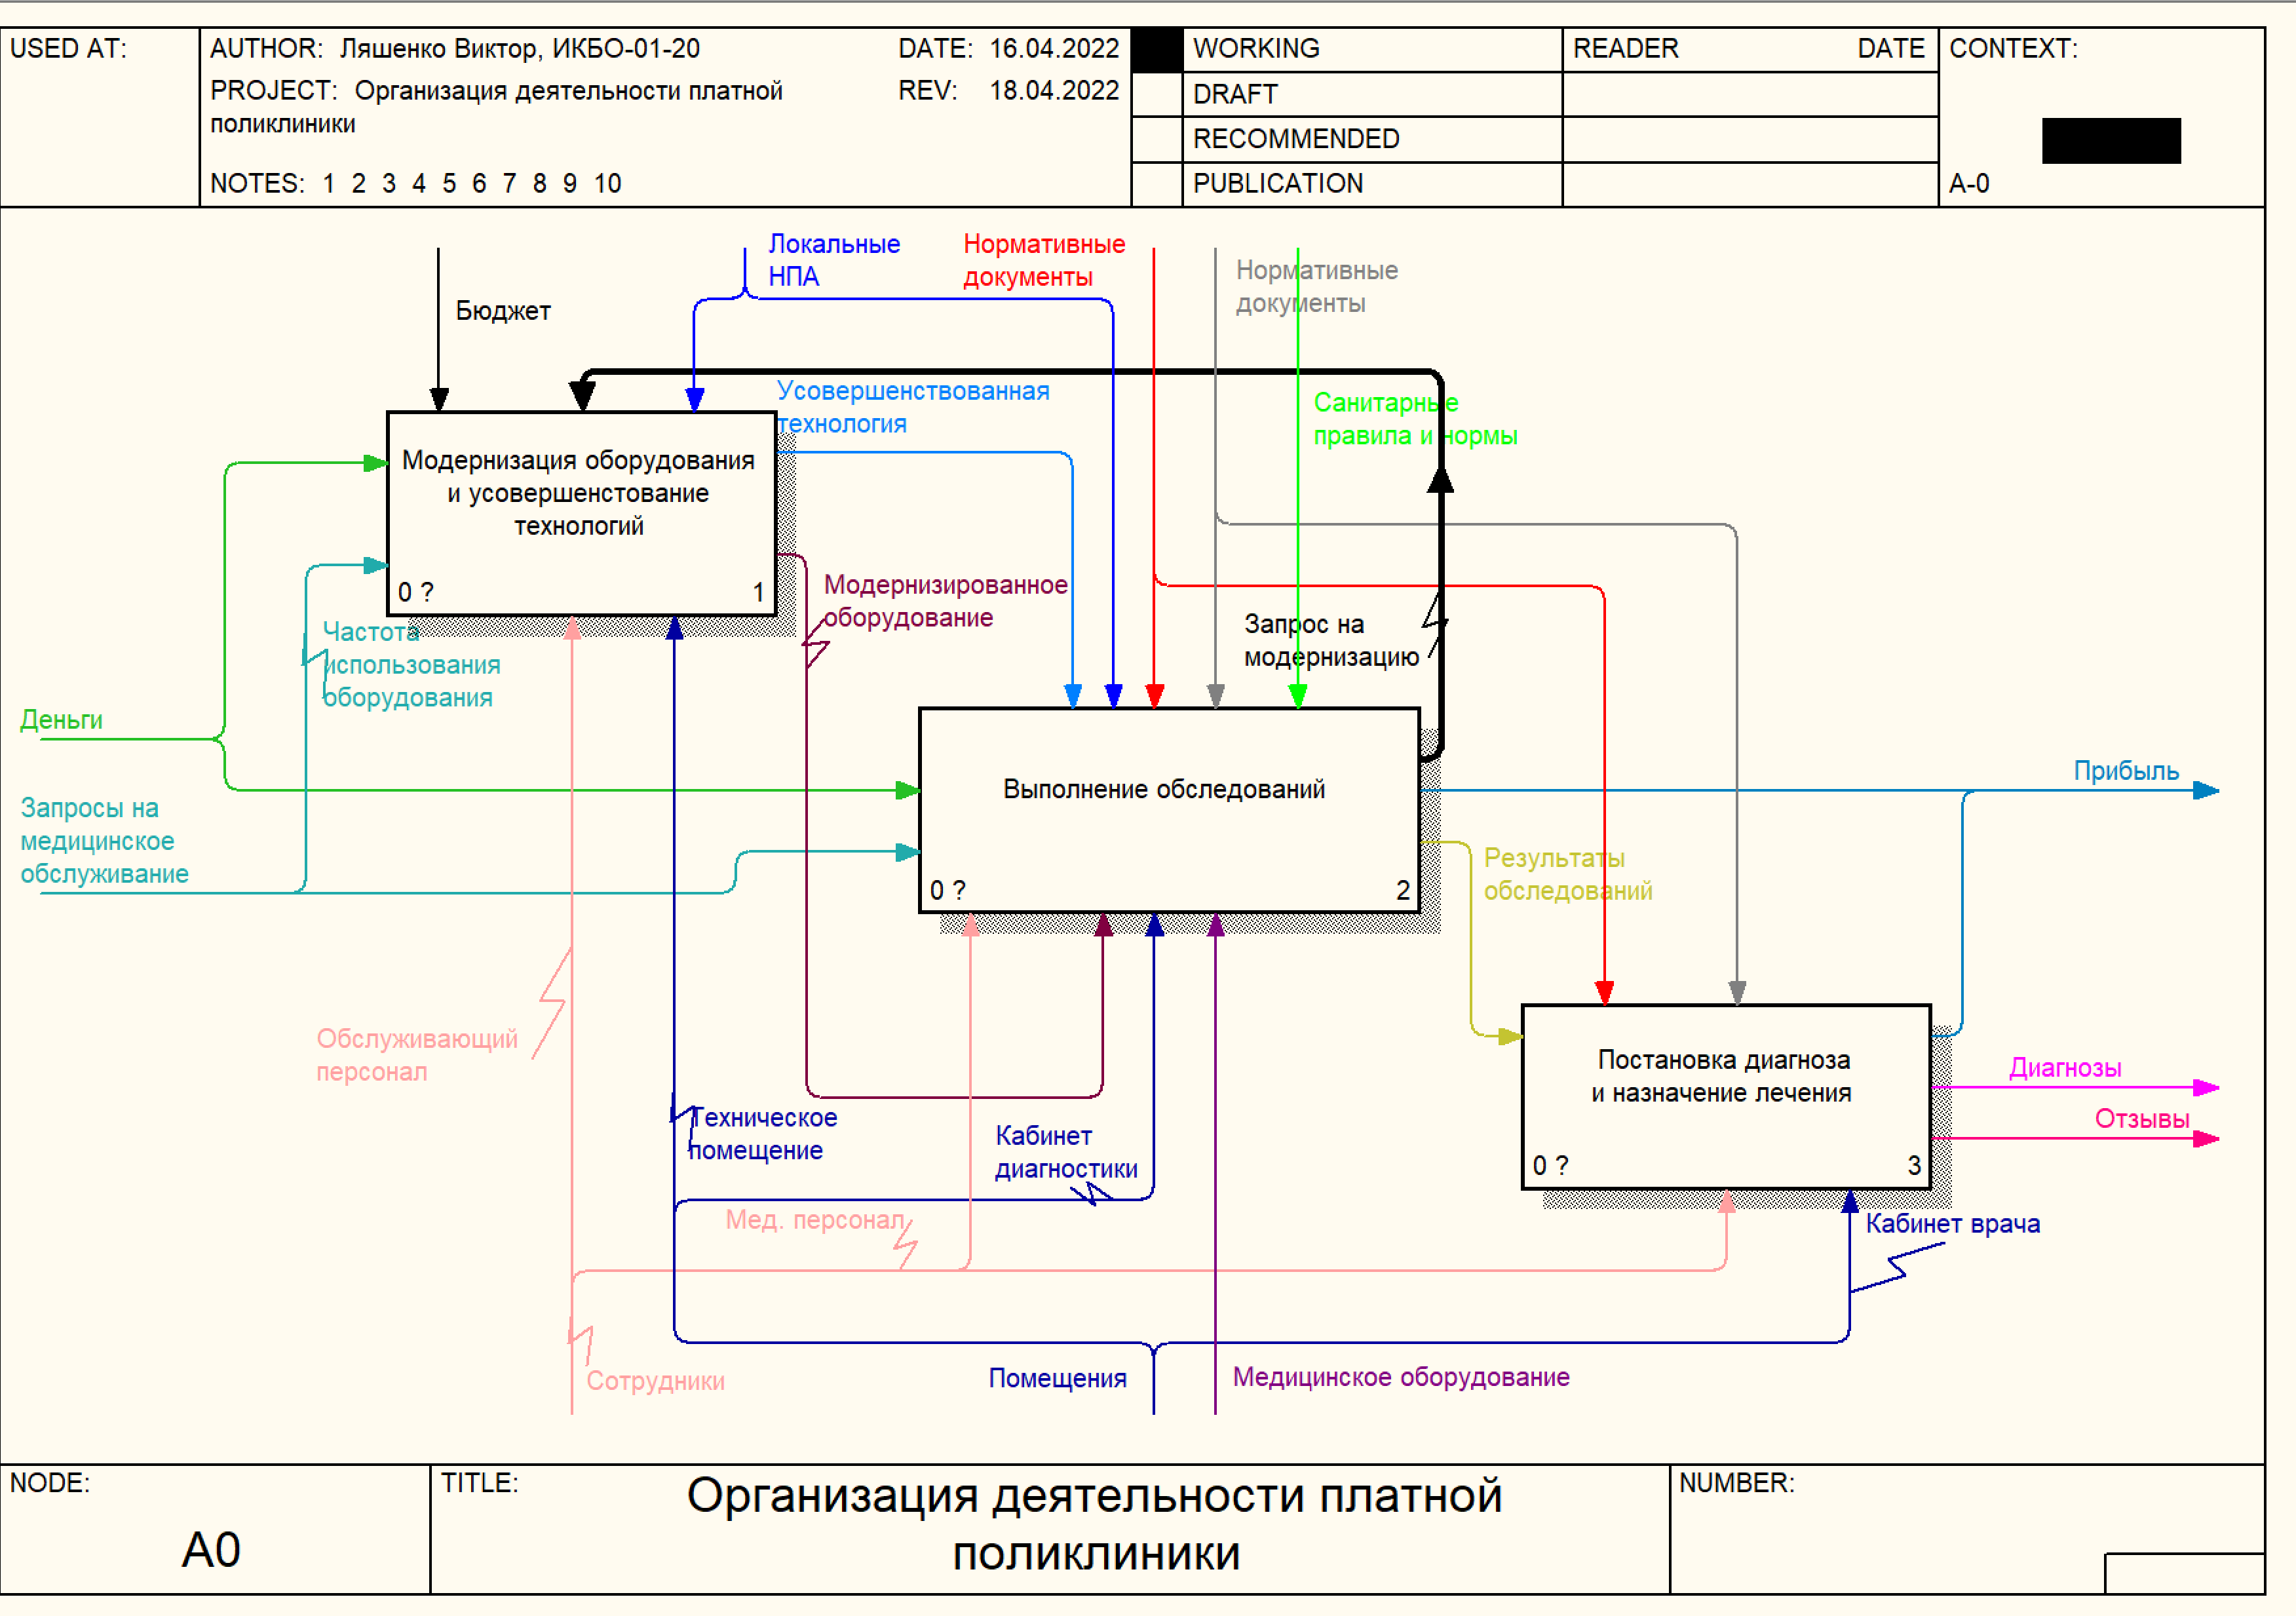 USED AT:
AUTHOR: Ляшенко Виктор, ИКБО-01-20
DATE: 16.04.2022
PROJECT: Организация деятельности платной
поликлиники
REV: 18.04.2022
NOTES: 1 2 3 4 5 6 7 8 9 10
WORKING
DRAFT
RECOMMENDED
PUBLICATION
READER DATE
CONTEXT:
A-0
Локальные
НПА
Нормативные
документы
Нормативные
документы
Бюджет
Усовершенствованная
технология
Санитарные
правила и нормы
Модернизация оборудования
и усовершенстование
технологий
0 ? 1
Модернизированное
оборудование
Запрос на
модернизацию
Частота
использования
оборудования
Деньги
Запросы на
медицинское
обслуживание
Выполнение обследований
0 ? 2
Прибыль
Результаты
обследований
Обслуживающий
персонал
Постановка диагноза
и назначение лечения
0 ? 3
Диагнозы
Отзывы
Техническое
помещение
Кабинет
диагностики
Мед. персонал
Кабинет врача
Сотрудники
Помещения
Медицинское оборудование
NODE:
A0
TITLE:
Организация деятельности платной
поликлиники
NUMBER: